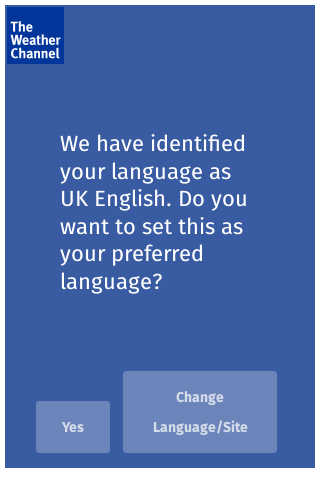 The
Weather
Channel
We have identified
your language as
UK English. Do you
want to set this as
your preferred
language?
Yes
Change
Language/Site